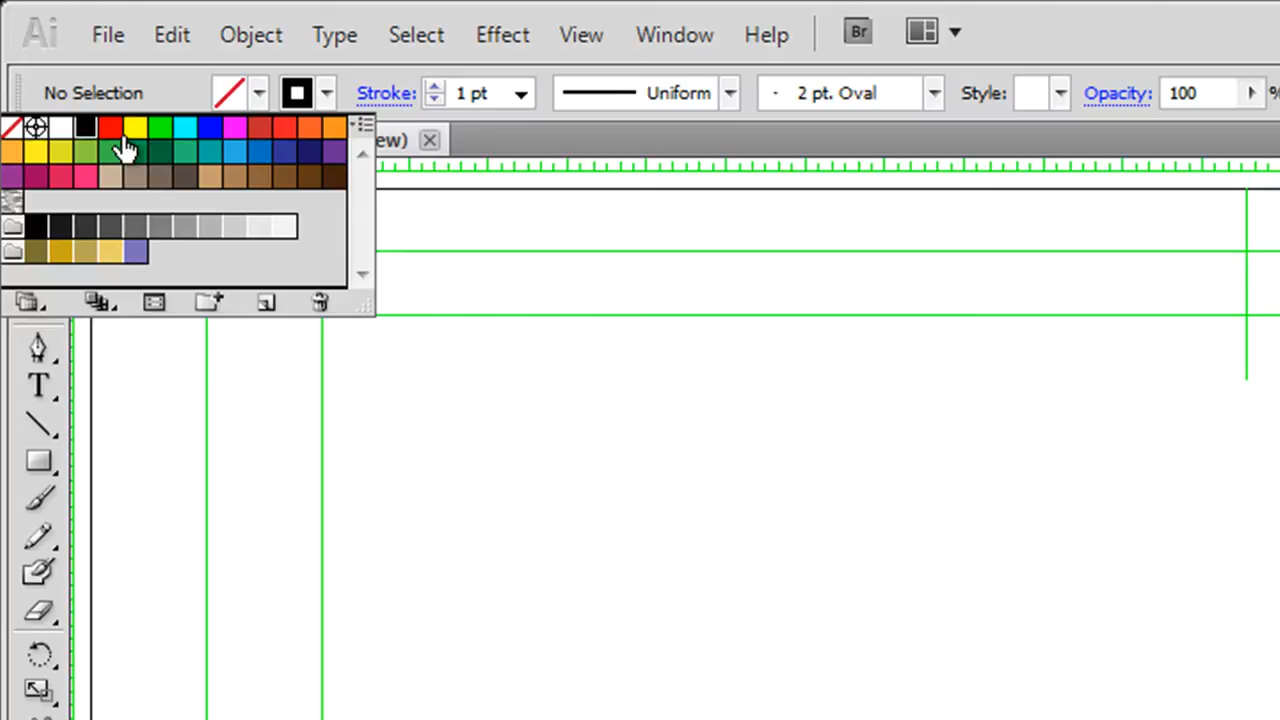 Ai File Edit Object Type Select Effect View Window Help Br
No Selection Stroke: 1 pt Uniform 2 pt. Oval Style: Opacity: 100 %
ew)
T